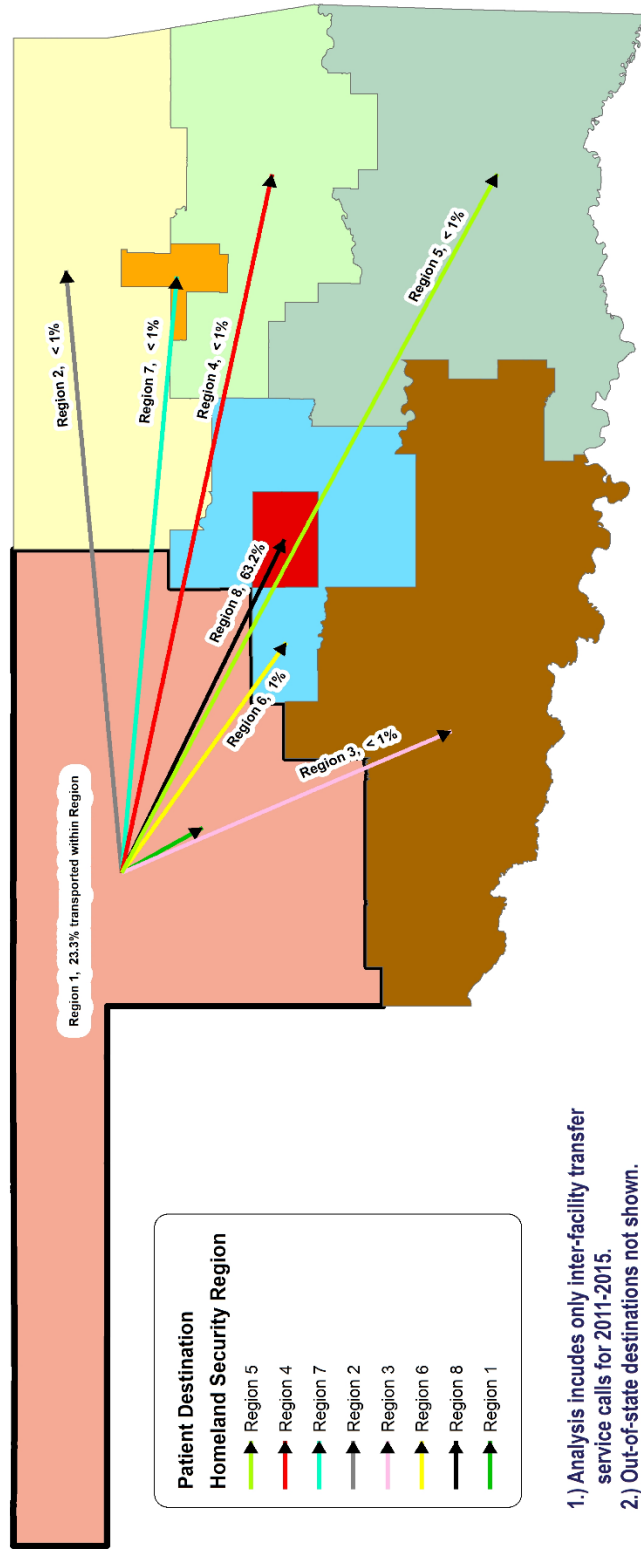 Region 1, 23.3% transported within Region
Region 2, < 1%
Region 7, < 1%
Region 4, < 1%
Region 8, 63.2%
Region 5, < 1%
Region 6, 1%
Region 3, < 1%
Patient Destination
Homeland Security Region
Region 5
Region 4
Region 7
Region 2
Region 3
Region 6
Region 8
Region 1
1.) Analysis incudes only inter-facility transfer
service calls for 2011-2015.
2.) Out-of-state destinations not shown.